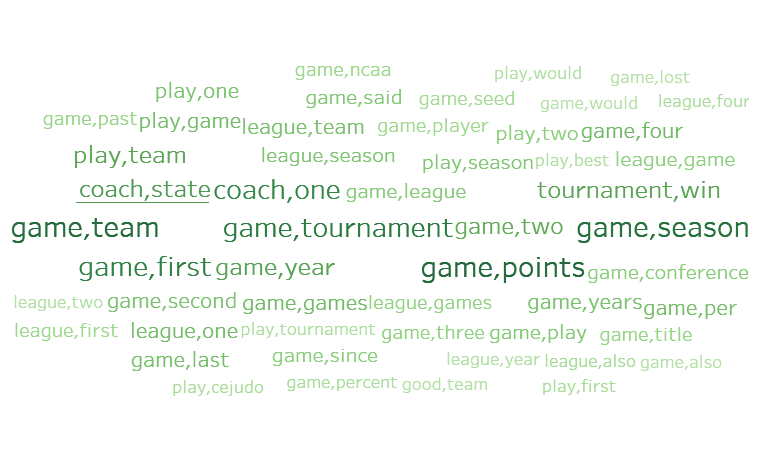 game,ncaa play,would game,lost
play,one game,said game,seed game,would league,four
game,past play,game league,team game,player play,two game,four
play,team league,season play,season play,best league,game
coach,state coach,one game,league tournament,win
game,team game,tournament game,two game,season
game,first game,year game,points game,conference
league,two game,second game,games league,games game,years game,per
league,first league,one play,tournament game,three game,play game,title
game,last game,since league,year league,also game,also
play,cejudo game,percent good,team play,first